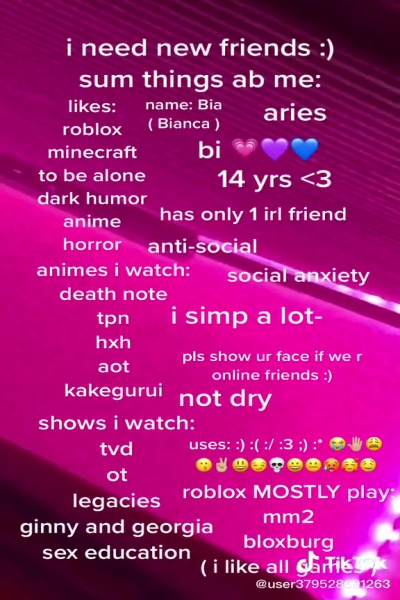 i need new friends :)
sum things ab me:
likes:
roblox
minecraft
to be alone
dark humor
anime
horror
name: Bia
( Bianca )
aries
bi 💗💜💙
14 yrs <3
has only 1 irl friend
anti-social
social anxiety
animes i watch:
death note
tpn
hxh
aot
kakegurui
i simp a lot-
pls show ur face if we r
online friends :)
not dry
shows i watch:
tvd
ot
legacies
ginny and georgia
sex education
uses: :) :( :/ :3 ;) :* 😭🤚🏼😩
😗✌🏼😃😏💀😀😐🥵🥰🤤
roblox MOSTLY play:
mm2
bloxburg
( i like all games )
TikTok